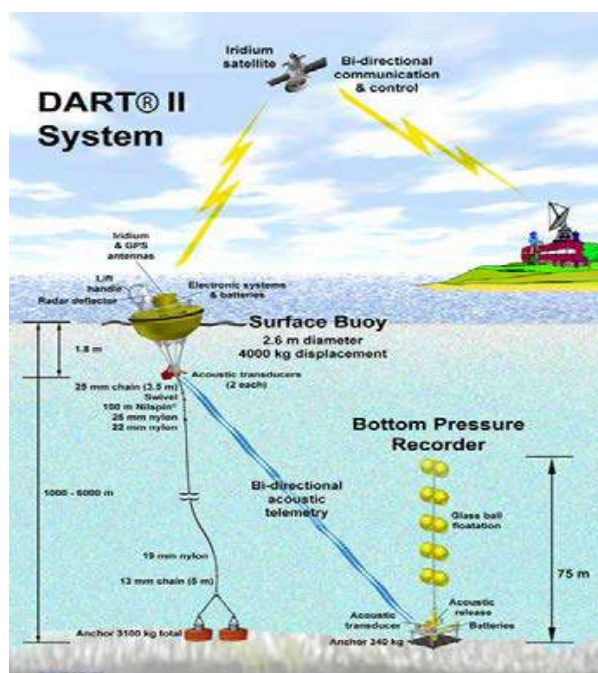 Iridium
satellite
Bi-directional
communication
& control
DART® II
System
Iridium
& GPS
antennas
Lift
handle
Radar deflector
Electronic systems
& batteries
Surface Buoy
2.6 m diameter
4000 kg displacement
1.8 m
Acoustic transducers
(2 each)
25 mm chain (3.5 m)
Swivel
100 m Nilspin®
25 mm nylon
22 mm nylon
Bottom Pressure
Recorder
1000 - 6000 m
Bi-directional
acoustic
telemetry
Glass ball
floatation
75 m
19 mm nylon
13 mm chain (5 m)
Acoustic
transducer
Acoustic
release
Batteries
Anchor 3100 kg total
Anchor 340 kg